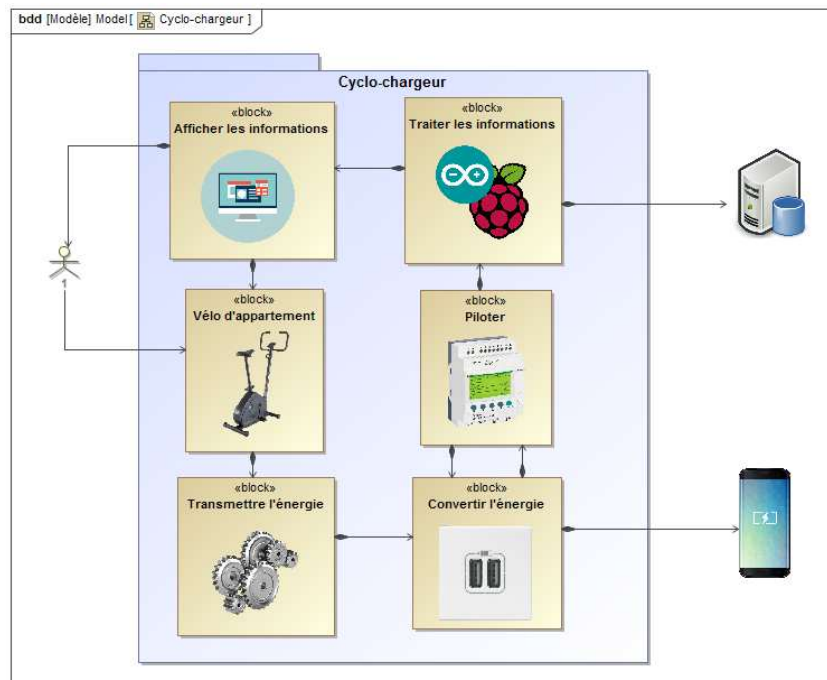 bdd [Modèle] Model [ Cyclo-chargeur ]
Cyclo-chargeur
«block»
Afficher les informations
«block»
Traiter les informations
1
«block»
Vélo d'appartement
«block»
Piloter
«block»
Transmettre l'énergie
«block»
Convertir l'énergie